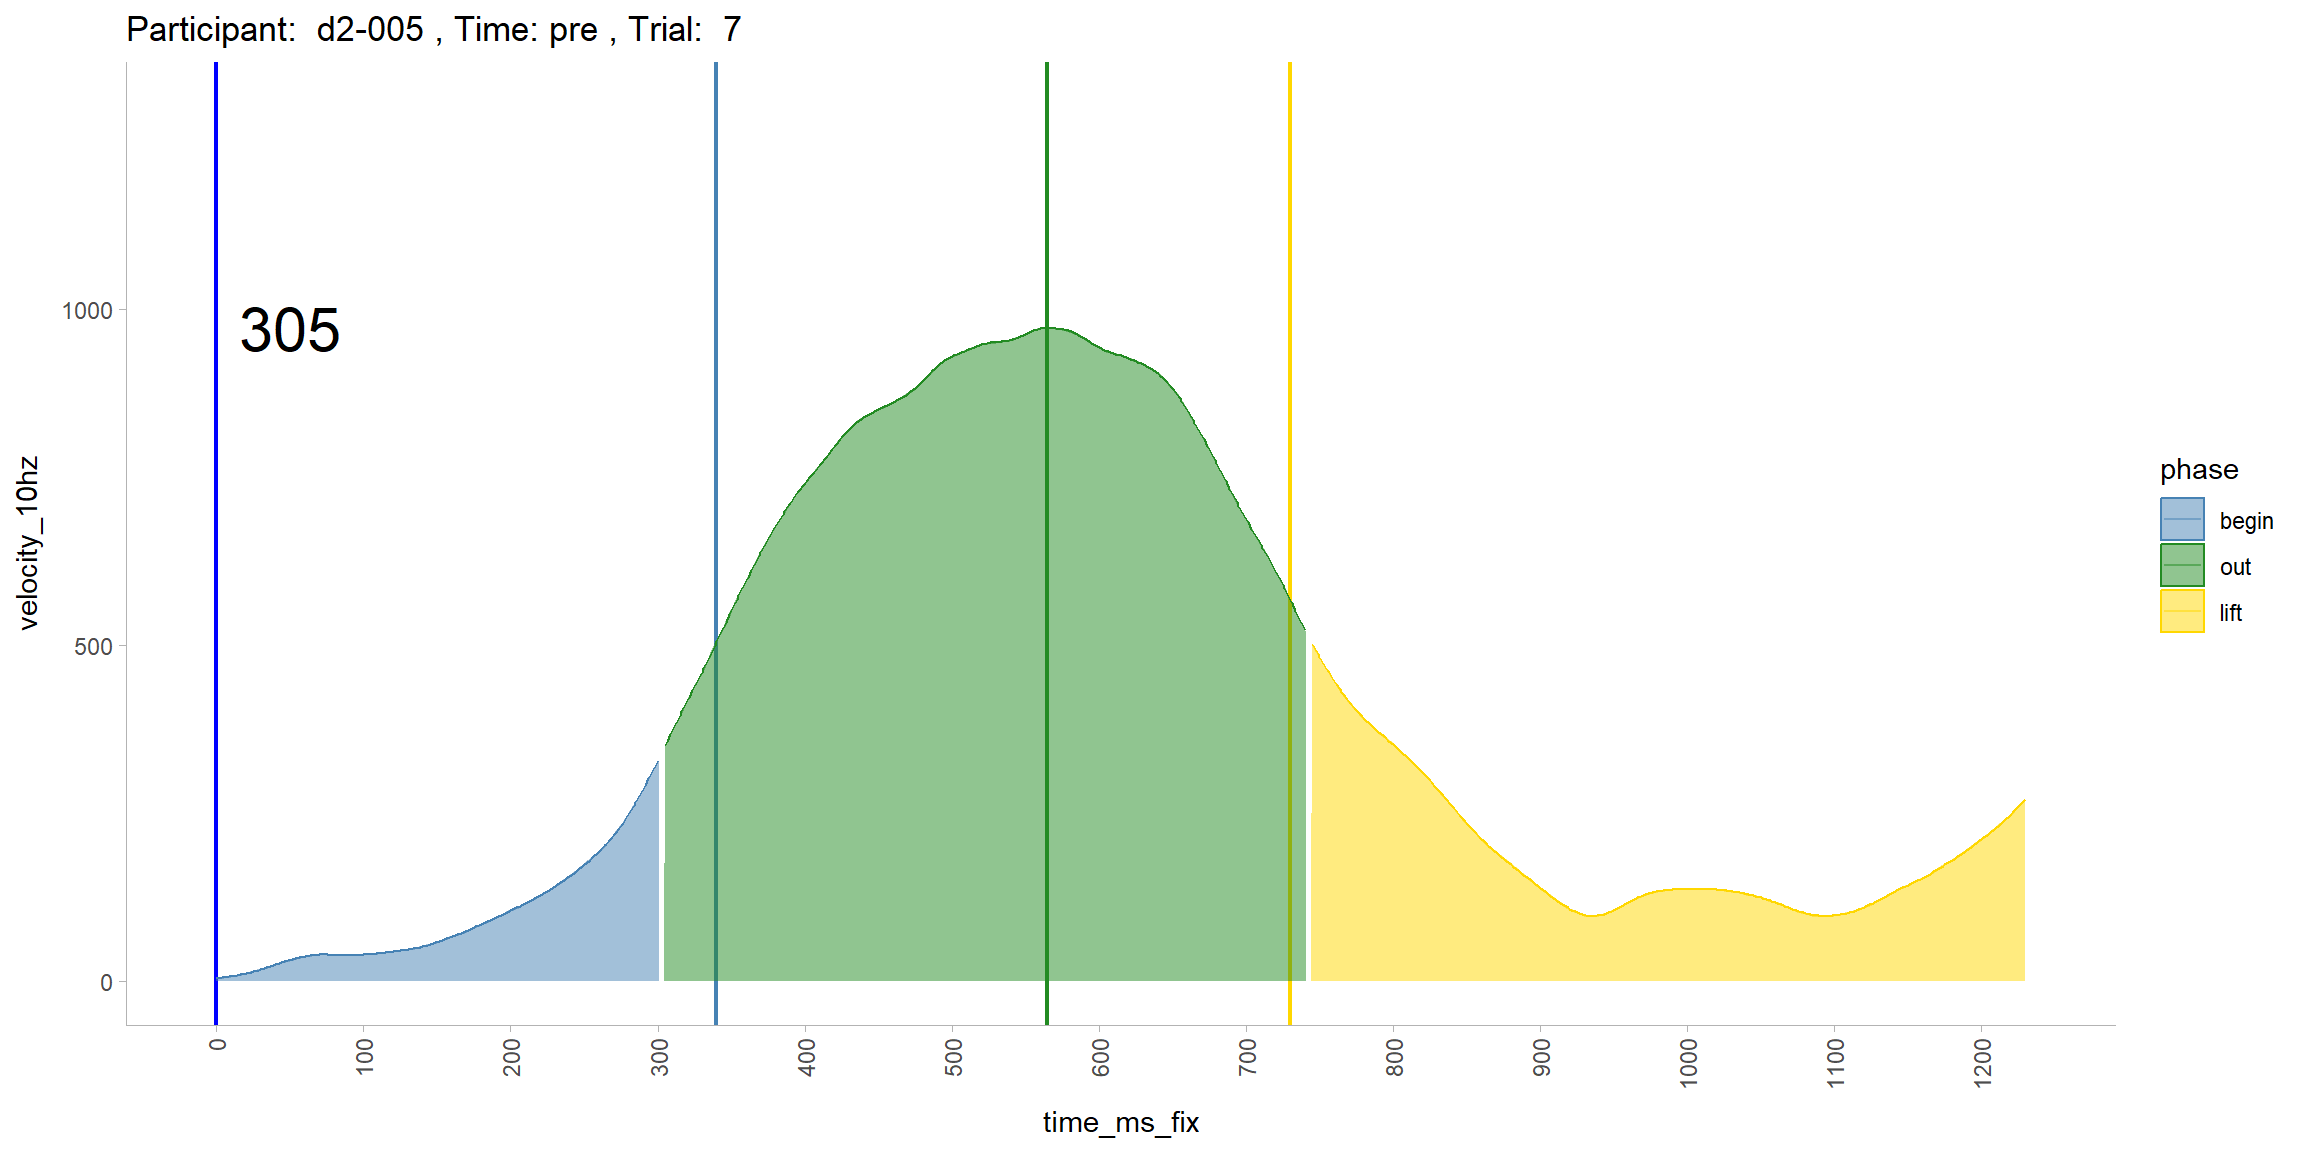 Participant:  d2-005 , Time: pre , Trial:  7
305
1000
500
0
velocity_10hz
0
100
200
300
400
500
600
700
800
900
1000
1100
1200
time_ms_fix
phase
begin
out
lift